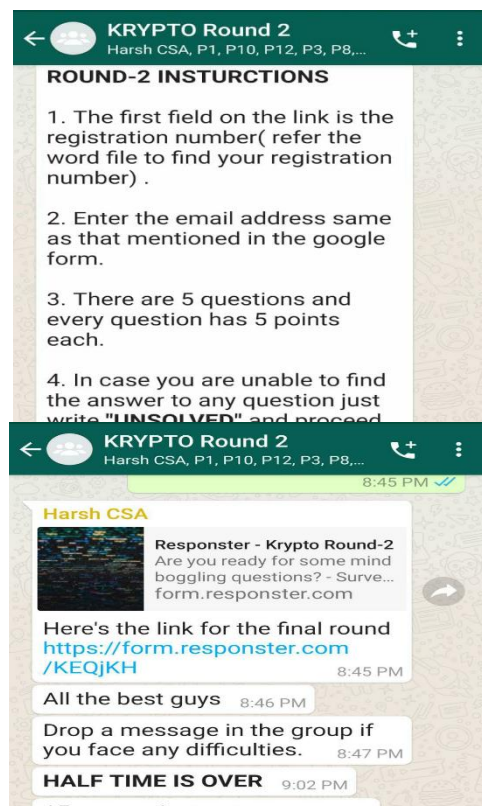 KRYPTO Round 2
Harsh CSA, P1, P10, P12, P3, P8,...
ROUND-2 INSTURCTIONS
1. The first field on the link is the
registration number( refer the
word file to find your registration
number) .
2. Enter the email address same
as that mentioned in the google
form.
3. There are 5 questions and
every question has 5 points
each.
4. In case you are unable to find
the answer to any question just
write "UNSOLVED" and proceed
KRYPTO Round 2
Harsh CSA, P1, P10, P12, P3, P8,...
8:45 PM
Harsh CSA
Responster - Krypto Round-2
Are you ready for some mind
boggling questions? - Surve...
form.responster.com
Here's the link for the final round
https://form.responster.com
/KEQjKH 8:45 PM
All the best guys 8:46 PM
Drop a message in the group if
you face any difficulties. 8:47 PM
HALF TIME IS OVER 9:02 PM